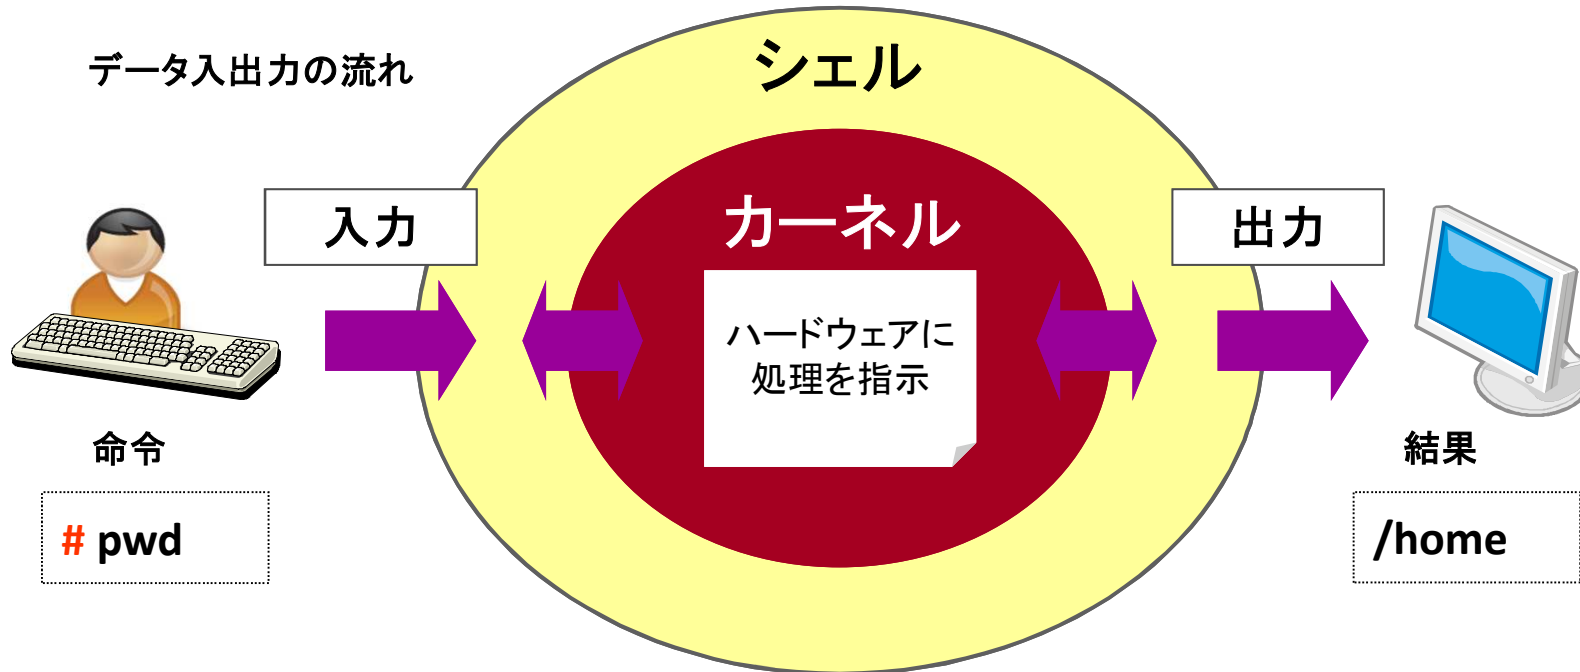 データ入出力の流れ
シェル
カーネル
入力
出力
ハードウェアに
処理を指示
命令
結果
# pwd
/home